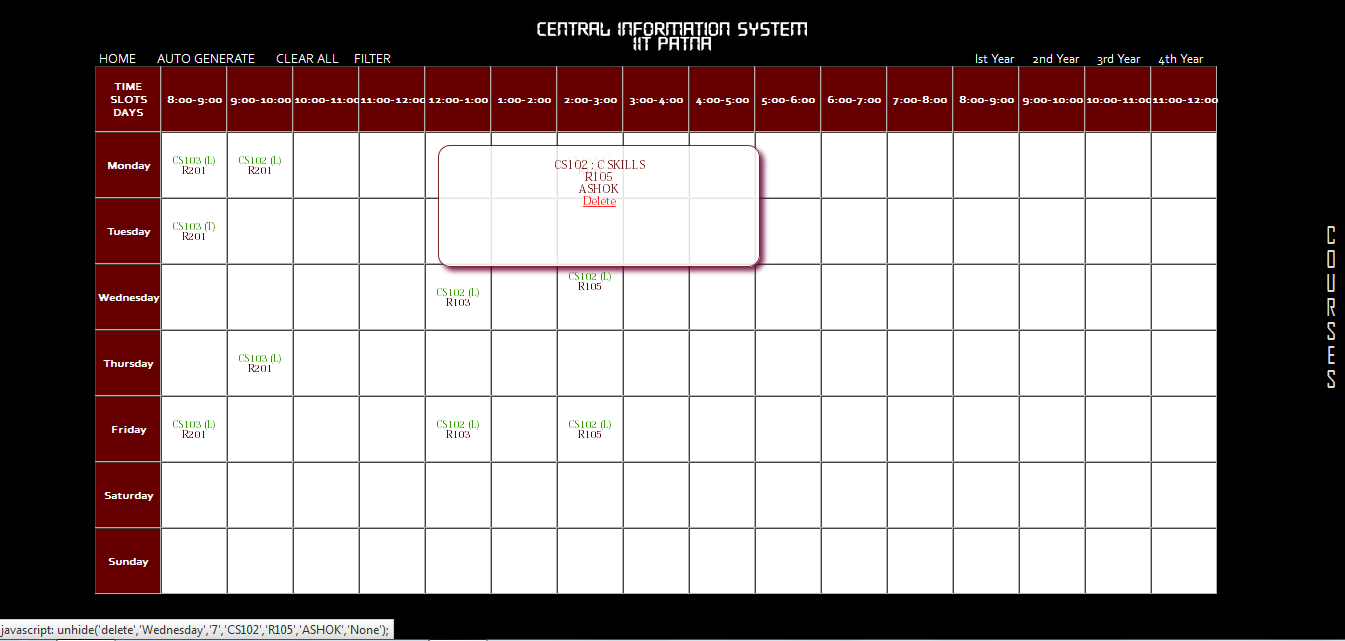 CENTRAL INFORMATION SYSTEM
IIT PATNA
HOME AUTO GENERATE CLEAR ALL FILTER Ist Year 2nd Year 3rd Year 4th Year
TIME
SLOTS
DAYS
8:00-9:00 9:00-10:00 10:00-11:00 11:00-12:00 12:00-1:00 1:00-2:00 2:00-3:00 3:00-4:00 4:00-5:00 5:00-6:00 6:00-7:00 7:00-8:00 8:00-9:00 9:00-10:00 10:00-11:00 11:00-12:00
Monday
CS103 (L) CS102 (L)
R201 R201
CS102 : C SKILLS
R105
ASHOK
Delete
Tuesday
CS103 (T)
R201
Wednesday
CS102 (L) CS102 (L)
R103 R105
Thursday
CS103 (L)
R201
Friday
CS103 (L) CS102 (L) CS102 (L)
R201 R103 R105
Saturday
Sunday
COURSES
javascript: unhide('delete','Wednesday','7','CS102','R105','ASHOK','None');